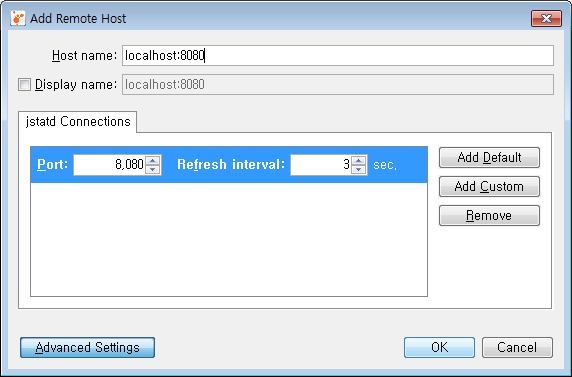 Add Remote Host
Host name: localhost:8080
Display name: localhost:8080
jstatd Connections
Port: 8,080 Refresh interval: 3 sec.
Add Default
Add Custom
Remove
Advanced Settings OK Cancel